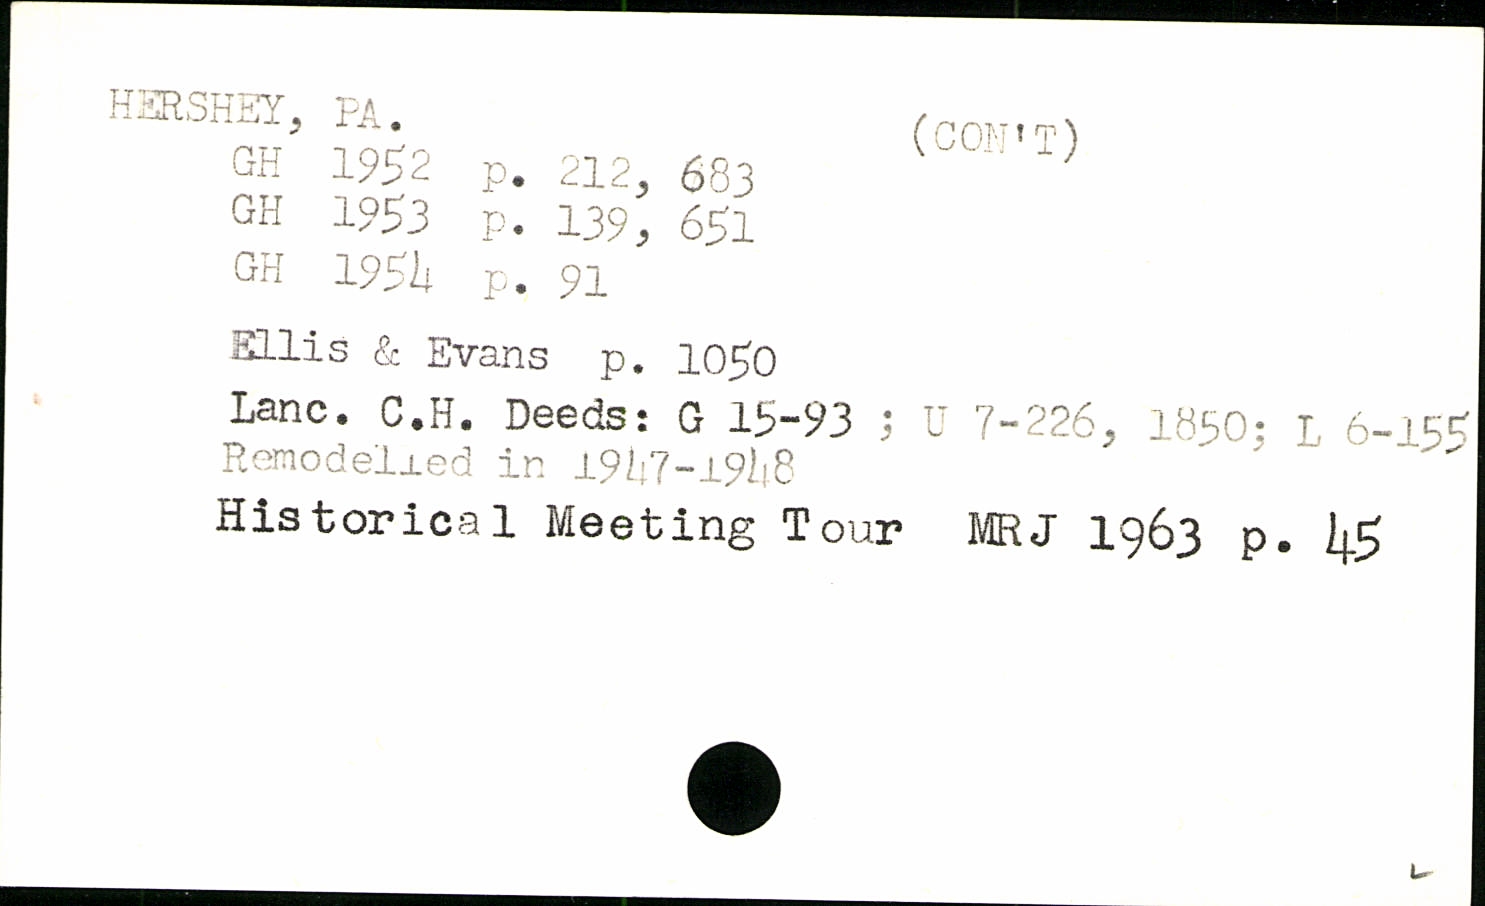 HERSHEY, PA. (CON'T)
GH 1952 p. 212, 683
GH 1953 p. 139, 651
GH 1954 p. 91
Ellis & Evans p. 1050
Lanc. C.H. Deeds: G 15-93 ; U 7-226, 1850; L 6-155
Remodelled in 1947-1948
Historical Meeting Tour MRJ 1963 p. 45